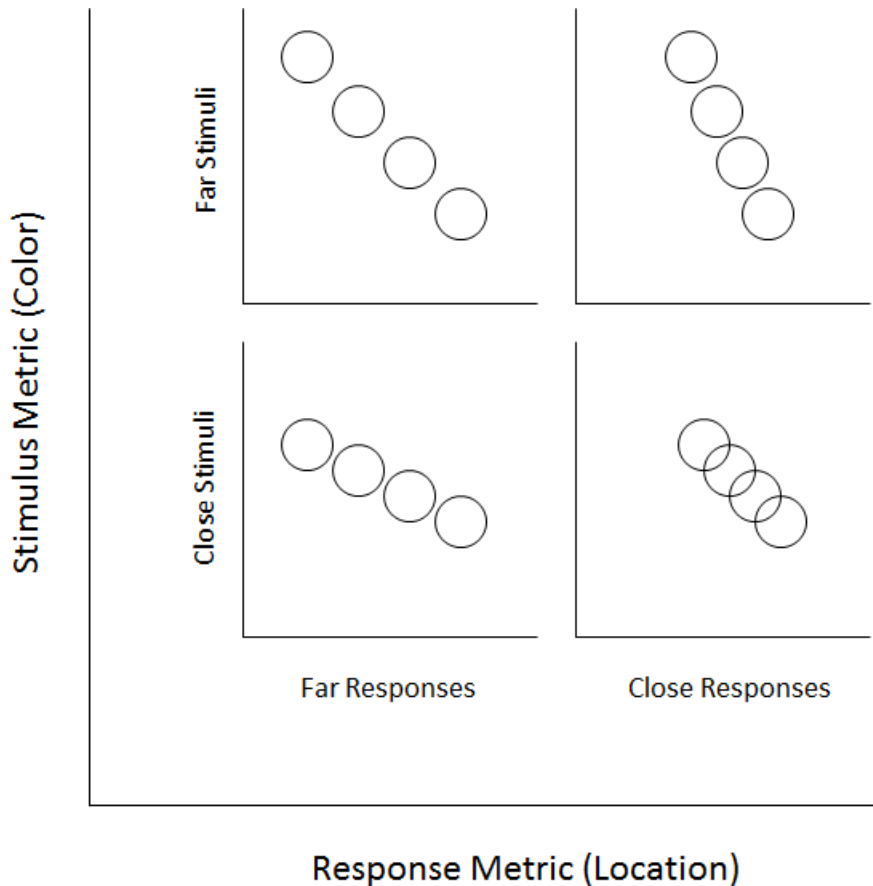 Stimulus Metric (Color)
Far Stimuli
Close Stimuli
Far Responses
Close Responses
Response Metric (Location)